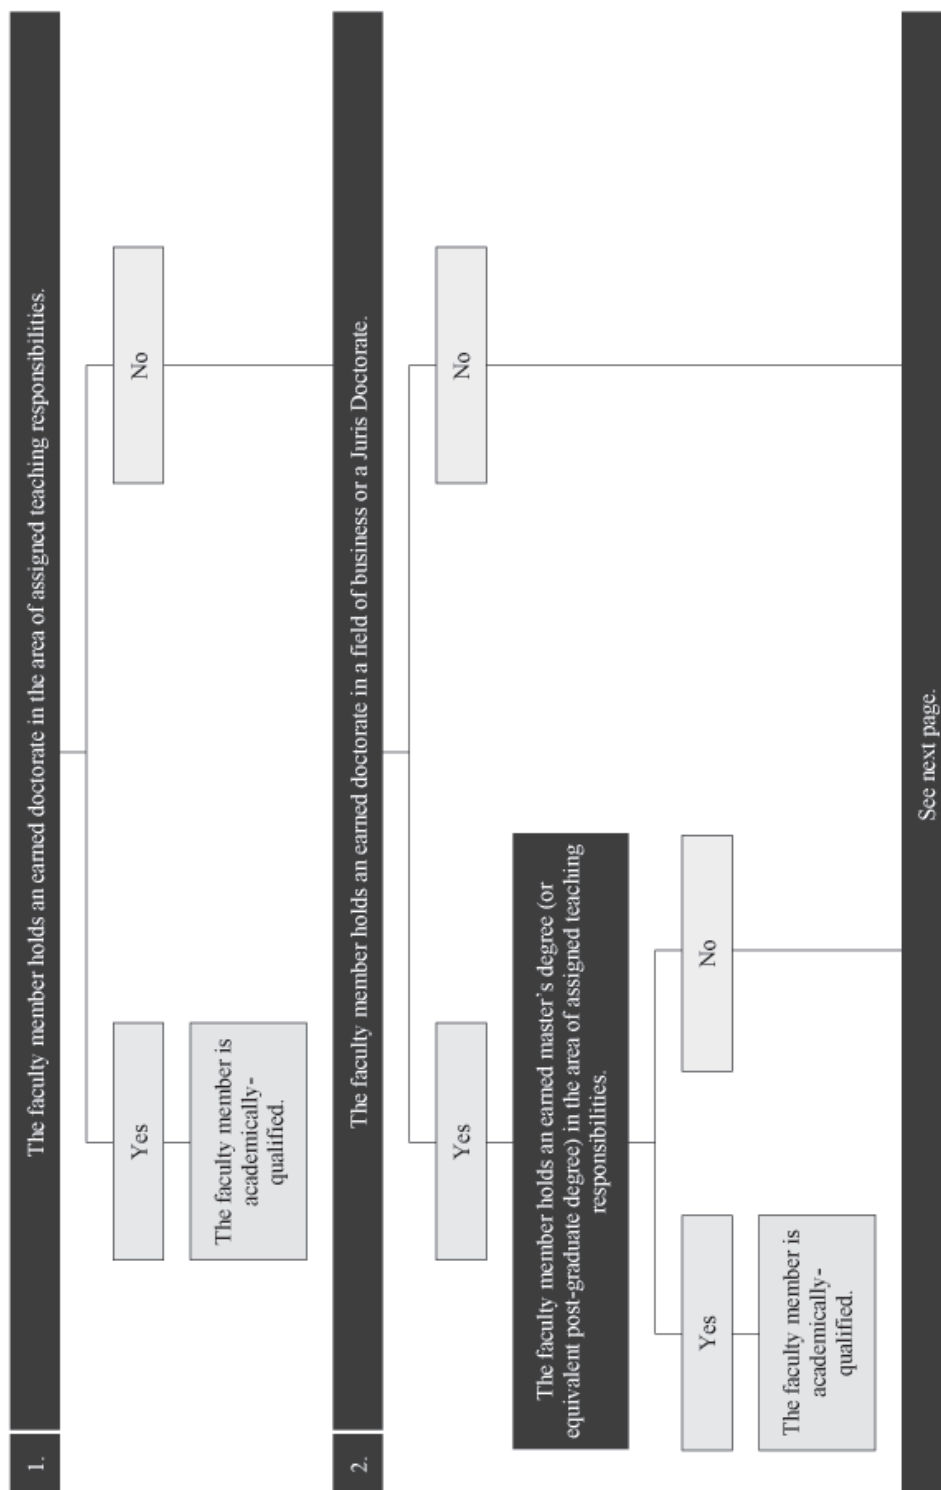 1.
The faculty member holds an earned doctorate in the area of assigned teaching responsibilities.
Yes
No
The faculty member is
academically-
qualified.
2.
The faculty member holds an earned doctorate in a field of business or a Juris Doctorate.
Yes
No
The faculty member holds an earned master’s degree (or
equivalent post-graduate degree) in the area of assigned teaching
responsibilities.
Yes
No
The faculty member is
academically-
qualified.
See next page.